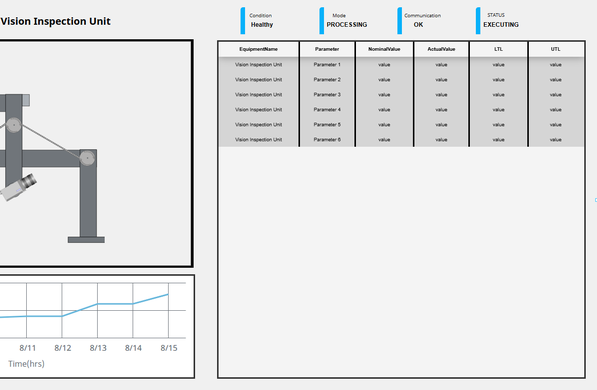 Vision Inspection Unit
Condition
Healthy
Mode
PROCESSING
Communication
OK
STATUS
EXECUTING
EquipmentName Parameter NominalValue ActualValue LTL UTL
Vision Inspection Unit Parameter 1 value value value value
Vision Inspection Unit Parameter 2 value value value value
Vision Inspection Unit Parameter 3 value value value value
Vision Inspection Unit Parameter 4 value value value value
Vision Inspection Unit Parameter 5 value value value value
Vision Inspection Unit Parameter 6 value value value value
8/11 8/12 8/13 8/14 8/15
Time(hrs)